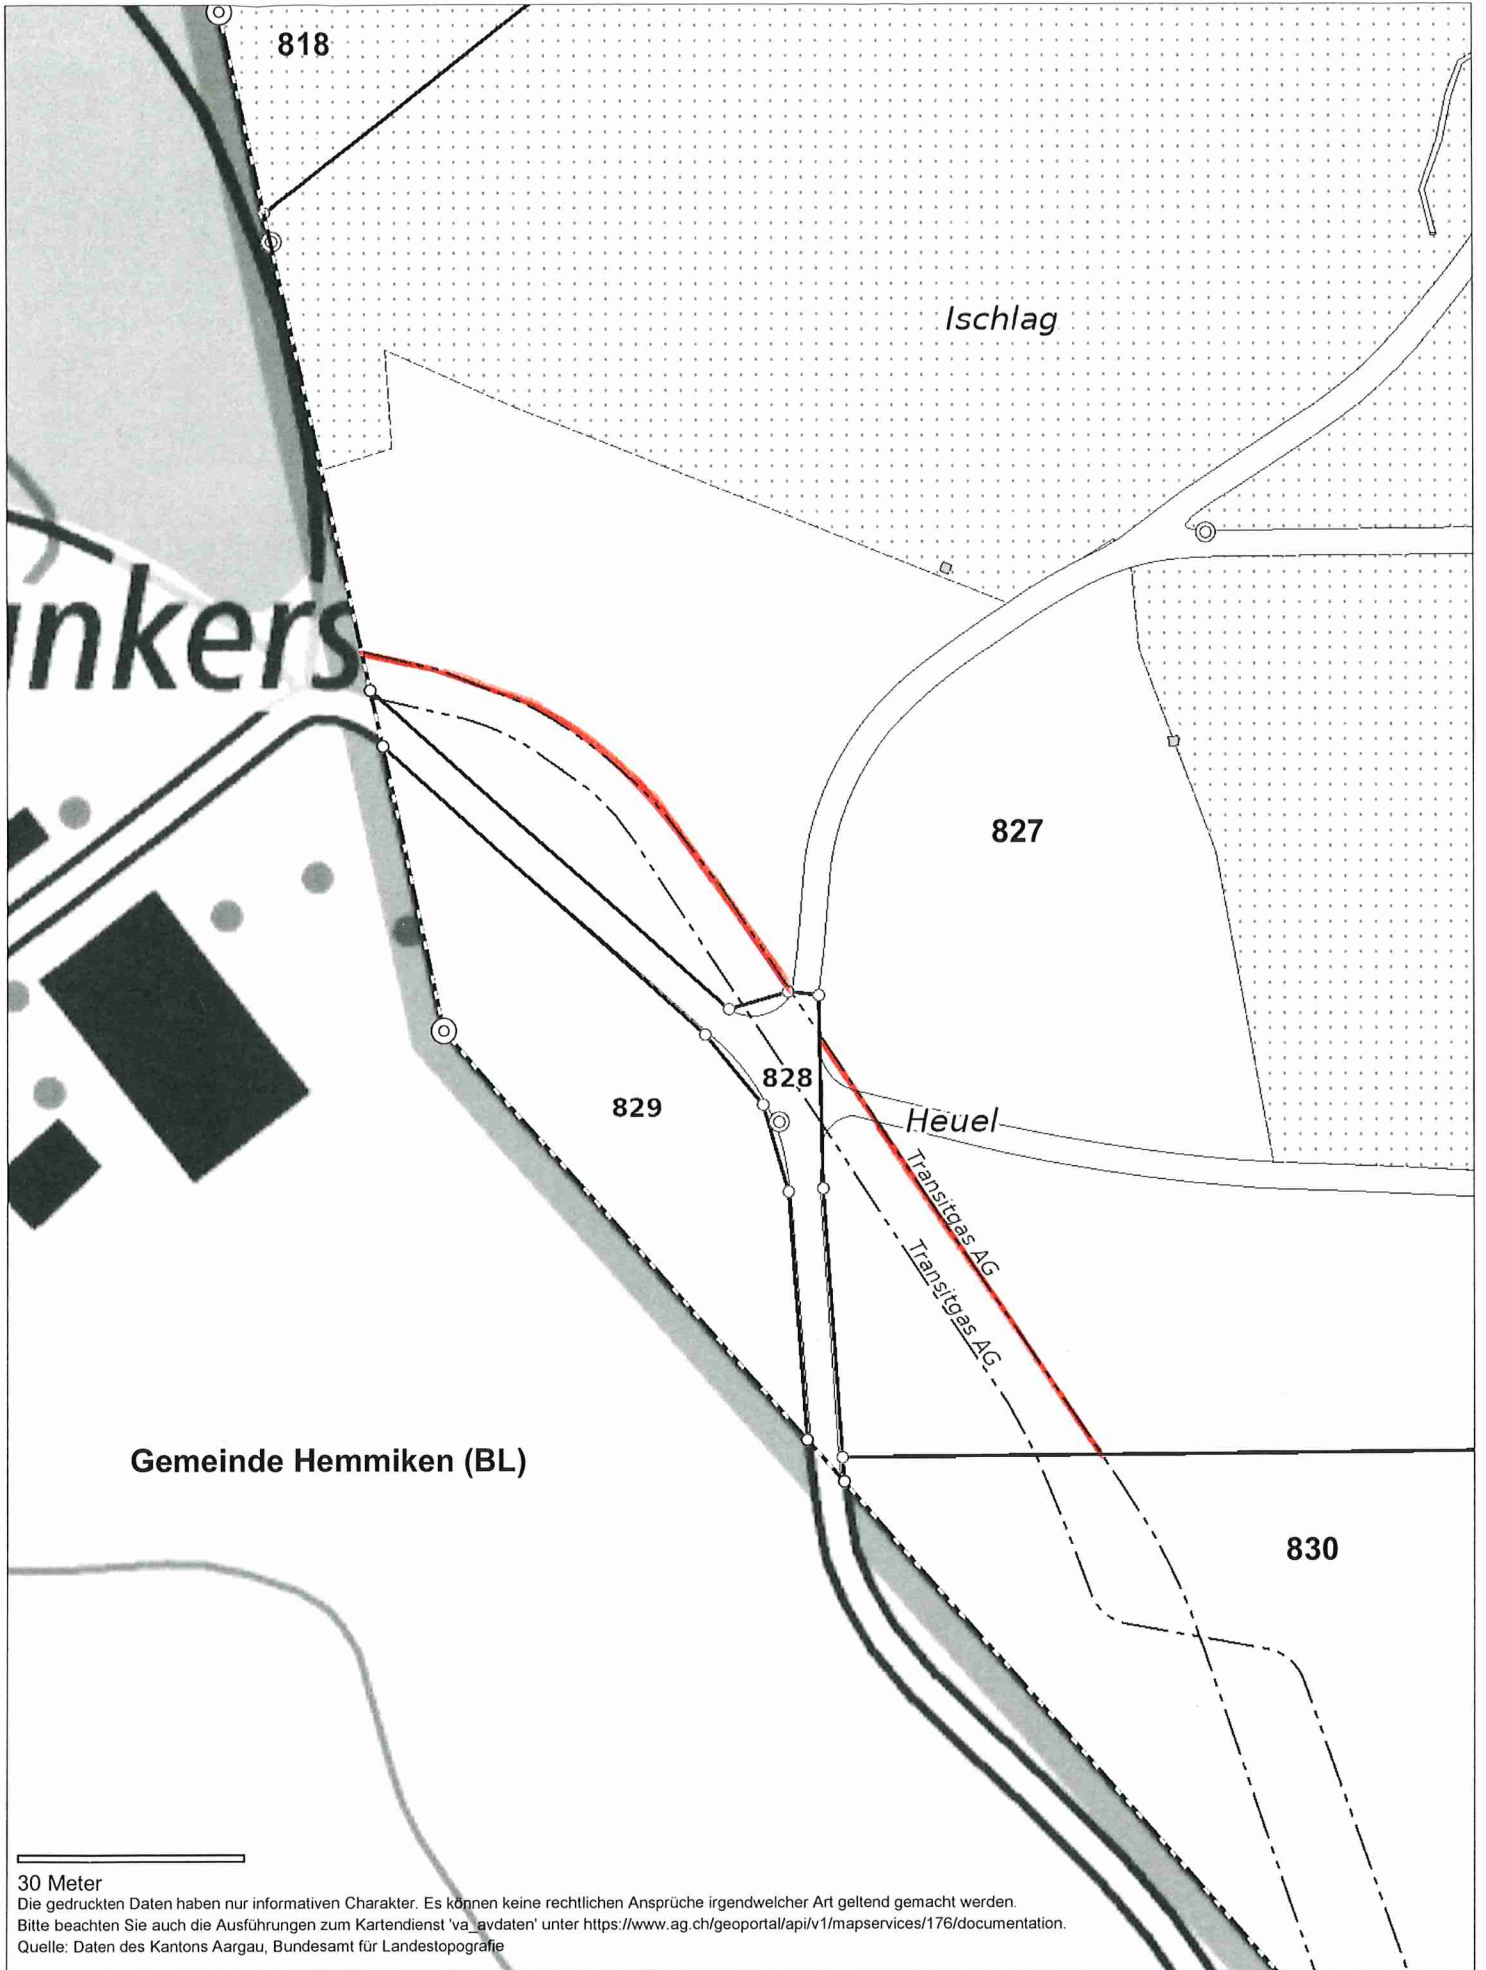 818
Ischlag
nkers
827
828
829
Heuel
Transitgas AG
Transitgas AG
Gemeinde Hemmiken (BL)
830
30 Meter
Die gedruckten Daten haben nur informativen Charakter. Es können keine rechtlichen Ansprüche irgendwelcher Art geltend gemacht werden.
Bitte beachten Sie auch die Ausführungen zum Kartendienst 'va_avdaten' unter https://www.ag.ch/geoportal/api/v1/mapservices/176/documentation.
Quelle: Daten des Kantons Aargau, Bundesamt für Landestopografie